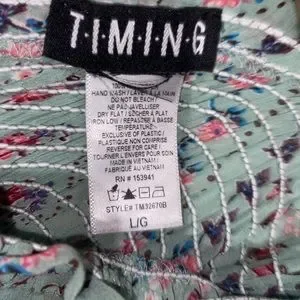 T·I·M·I·N·G
100%
HAND WASH / LAVER A LA MAIN
DO NOT BLEACH /
NE PAS JAVELLISER
DRY FLAT / SÉCHER À PLAT
IRON LOW / REPASSER À BASSE
TEMPERATURE
EXCLUSIVE OF PLASTIC /
PLASTIQUE NON COMPRISE
REVERSE FOR CARE /
TOURNER L'ENVERS POUR SOIN
MADE IN VIETNAM /
FABRIQUÉ AU VIETNAM
RN # 153941
STYLE# TM32670B
L/G